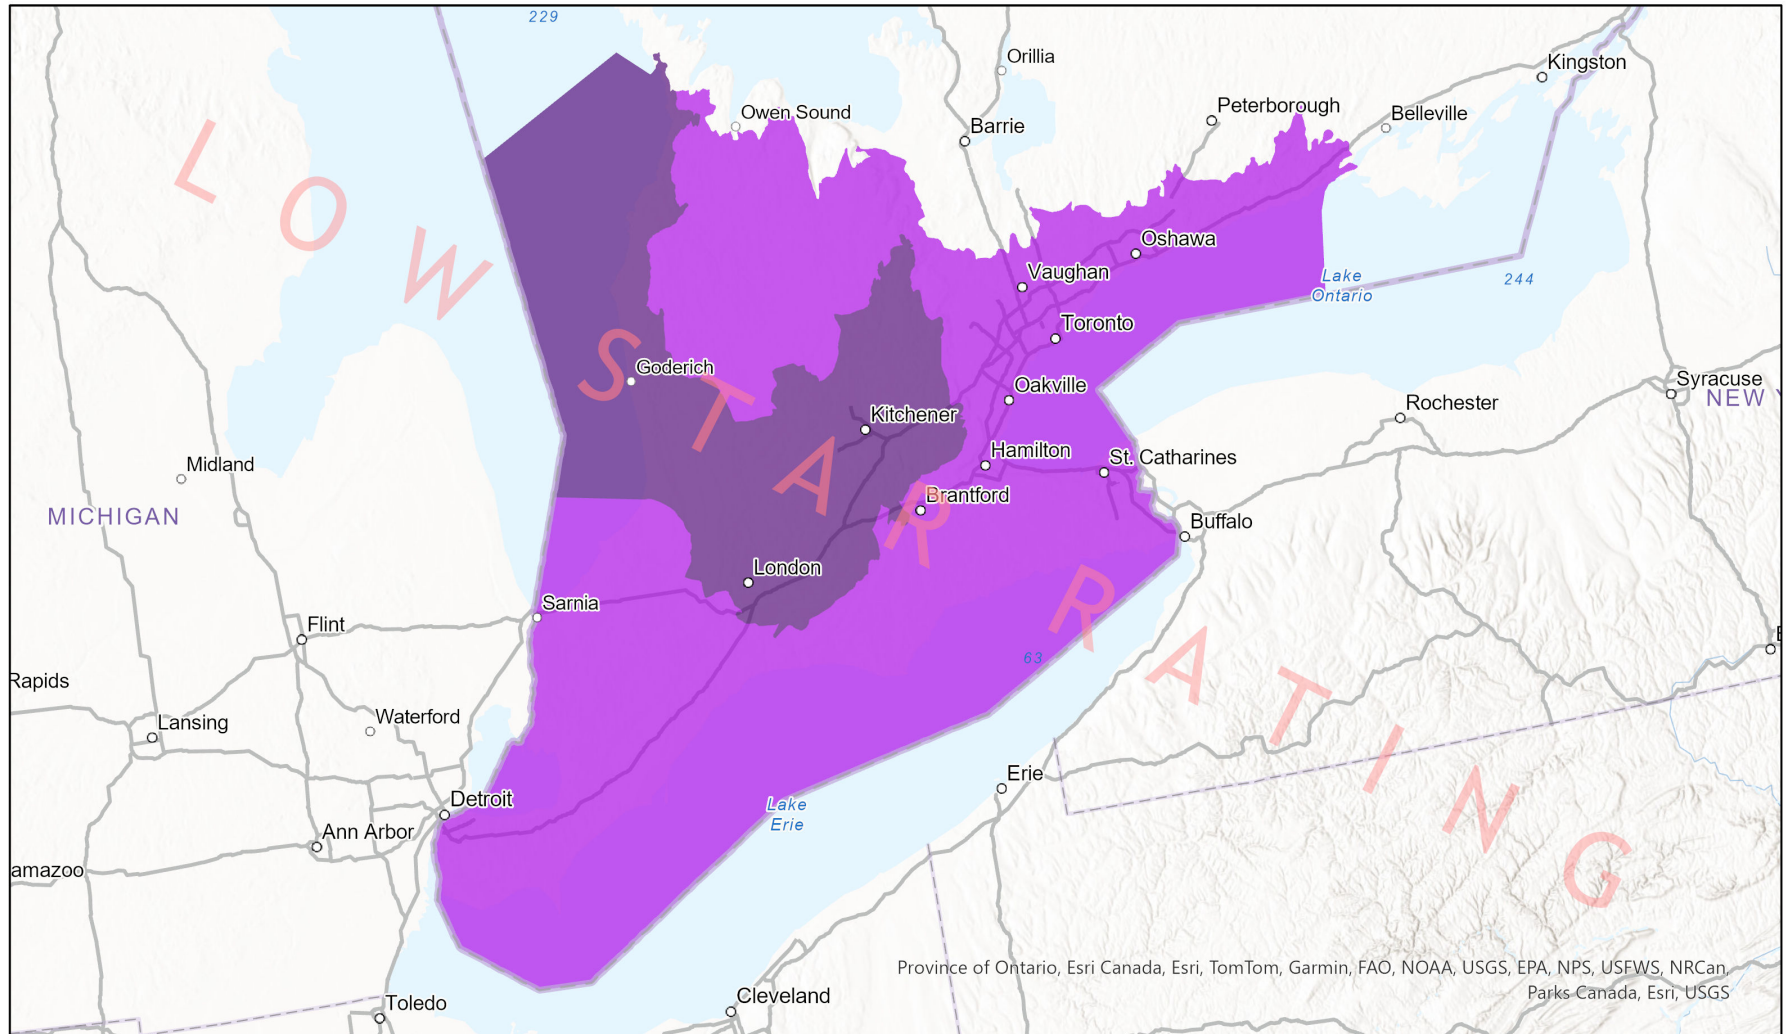 229
Orillia
Kingston
Owen Sound
Peterborough
Belleville
Barrie
Oshawa
Vaughan
Lake
Ontario
244
Toronto
Goderich
Oakville
Syracuse
NEW
Rochester
Kitchener
Midland
Hamilton
St. Catharines
MICHIGAN
Brantford
Buffalo
London
Sarnia
Flint
63
Rapids
Lansing
Waterford
Erie
Detroit
Lake
Erie
Ann Arbor
amazoo
Toledo
Cleveland
LOW STAR RATING
Province of Ontario, Esri Canada, Esri, TomTom, Garmin, FAO, NOAA, USGS, EPA, NPS, USFWS, NRCan,
Parks Canada, Esri, USGS